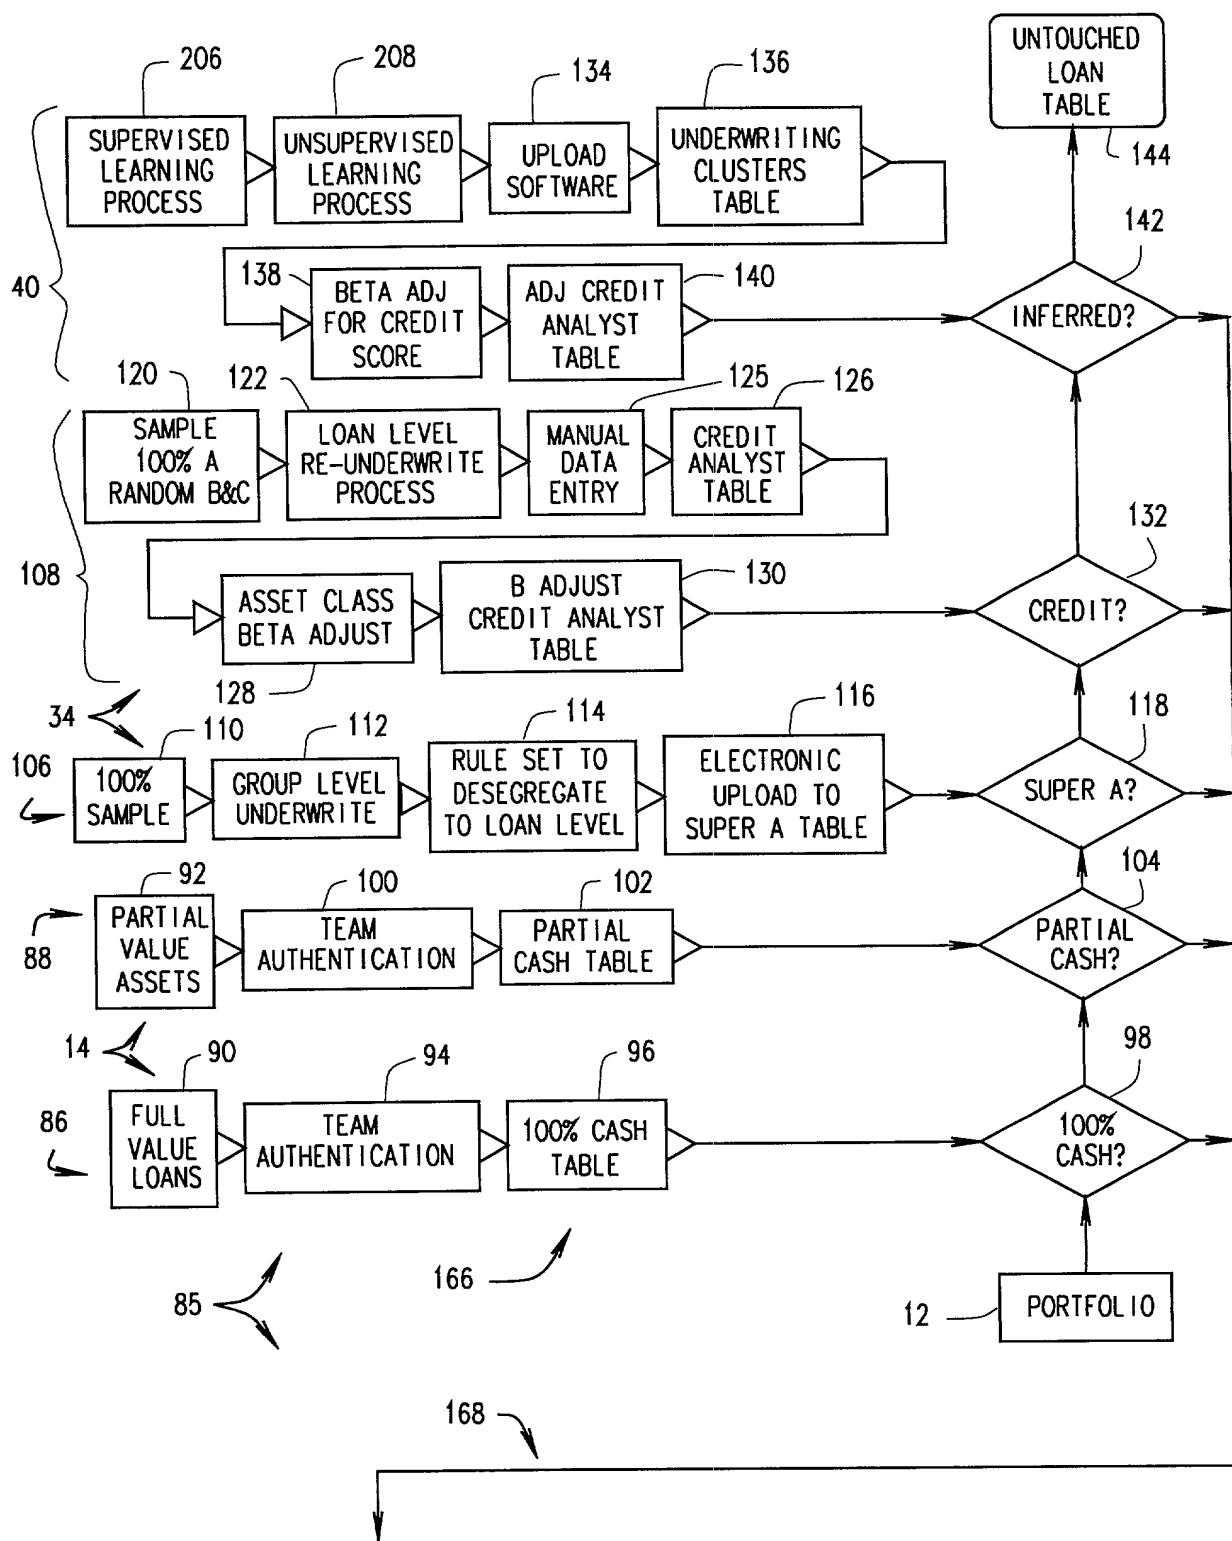 UNTOUCHED
LOAN
TABLE
144
206
208
134
136
SUPERVISED
LEARNING
PROCESS
UNSUPERVISED
LEARNING
PROCESS
UPLOAD
SOFTWARE
UNDERWRITING
CLUSTERS
TABLE
142
40
138
BETA ADJ
FOR CREDIT
SCORE
ADJ CREDIT
ANALYST
TABLE
140
INFERRED?
120
122
125
126
SAMPLE
100% A
RANDOM B&C
LOAN LEVEL
RE-UNDERWRITE
PROCESS
MANUAL
DATA
ENTRY
CREDIT
ANALYST
TABLE
132
108
ASSET CLASS
BETA ADJUST
128
B ADJUST
CREDIT ANALYST
TABLE
130
CREDIT?
34
106
110
112
114
116
118
100%
SAMPLE
GROUP LEVEL
UNDERWRITE
RULE SET TO
DESEGREGATE
TO LOAN LEVEL
ELECTRONIC
UPLOAD TO
SUPER A TABLE
SUPER A?
92
100
102
104
88
PARTIAL
VALUE
ASSETS
TEAM
AUTHENTICATION
PARTIAL
CASH TABLE
PARTIAL
CASH?
14
90
94
96
98
86
FULL
VALUE
LOANS
TEAM
AUTHENTICATION
100% CASH
TABLE
100%
CASH?
85
166
12
PORTFOLIO
168